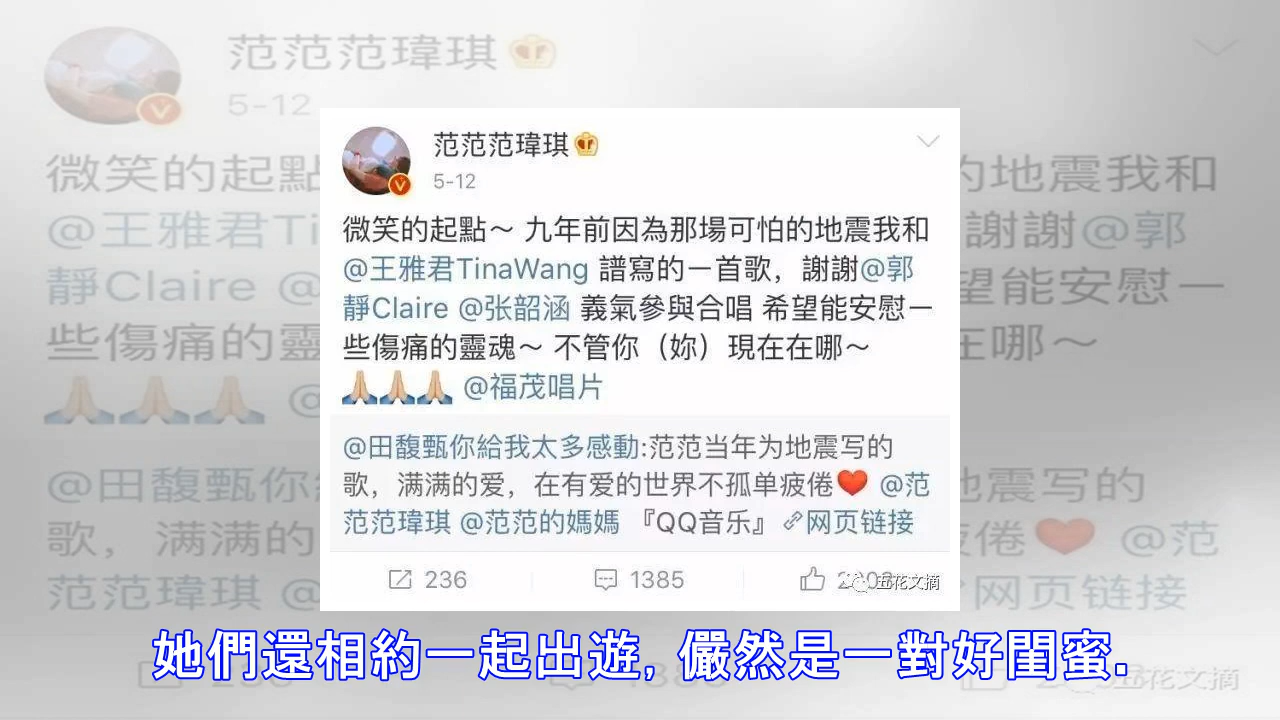 范范范瑋琪
5-12
微笑的起點～ 九年前因為那場可怕的地震我和
@王雅君TinaWang 譜寫的一首歌，謝謝@郭
靜Claire @张韶涵 義氣參與合唱 希望能安慰一
些傷痛的靈魂～ 不管你（妳）現在在哪～
🙏🏻🙏🏻🙏🏻 @福茂唱片
@田馥甄你給我太多感動:范范当年为地震写的
歌，满满的爱，在有爱的世界不孤单疲倦❤️ @范
范范瑋琪 @范范的媽媽 『QQ音乐』 网页链接
236 1385
五花文摘
她們還相約一起出遊, 儼然是一對好閨蜜.